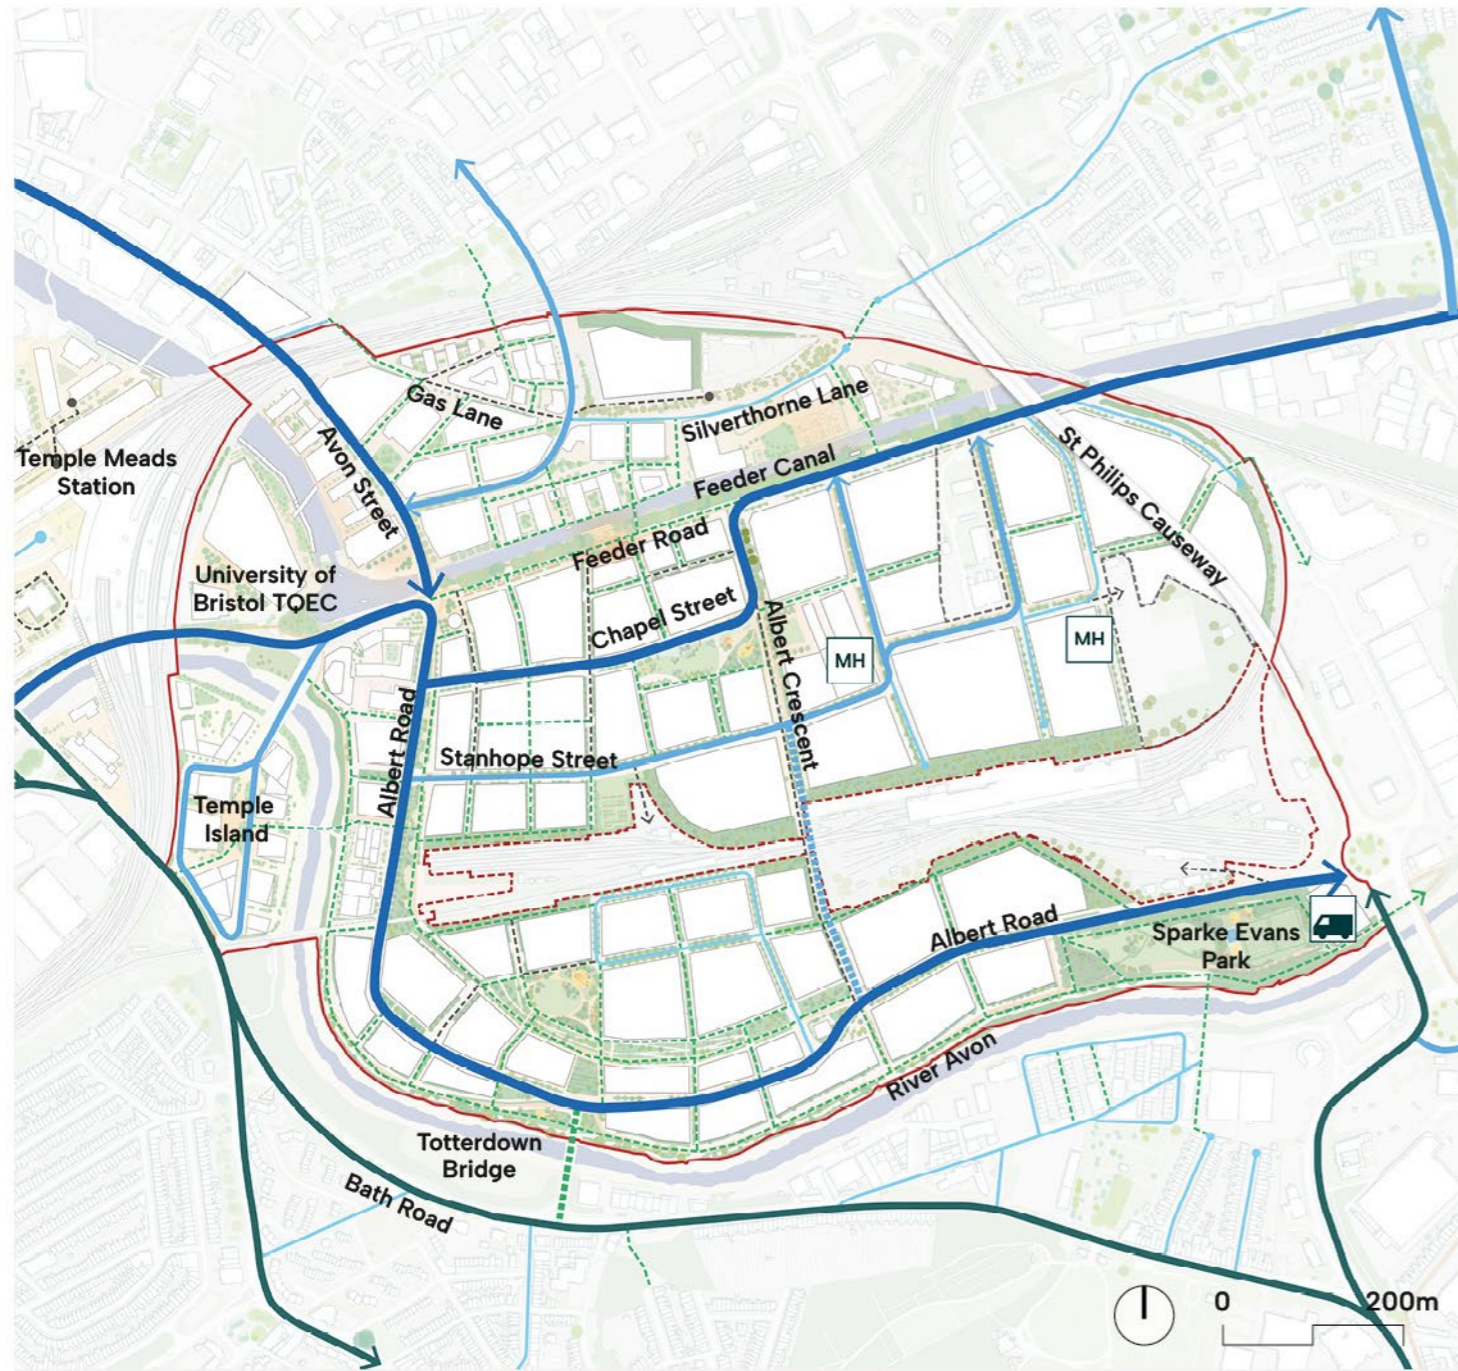 Gas Lane
Silverthorne Lane
Avon Street
Temple Meads
Station
Feeder Canal
St Philips Causeway
Feeder Road
University of
Bristol TQEC
Chapel Street
Albert Crescent
MH
MH
Albert Road
Stanhope Street
Temple
Island
Albert Road
Sparke Evans
Park
River Avon
Totterdown
Bridge
Bath Road
0
200m